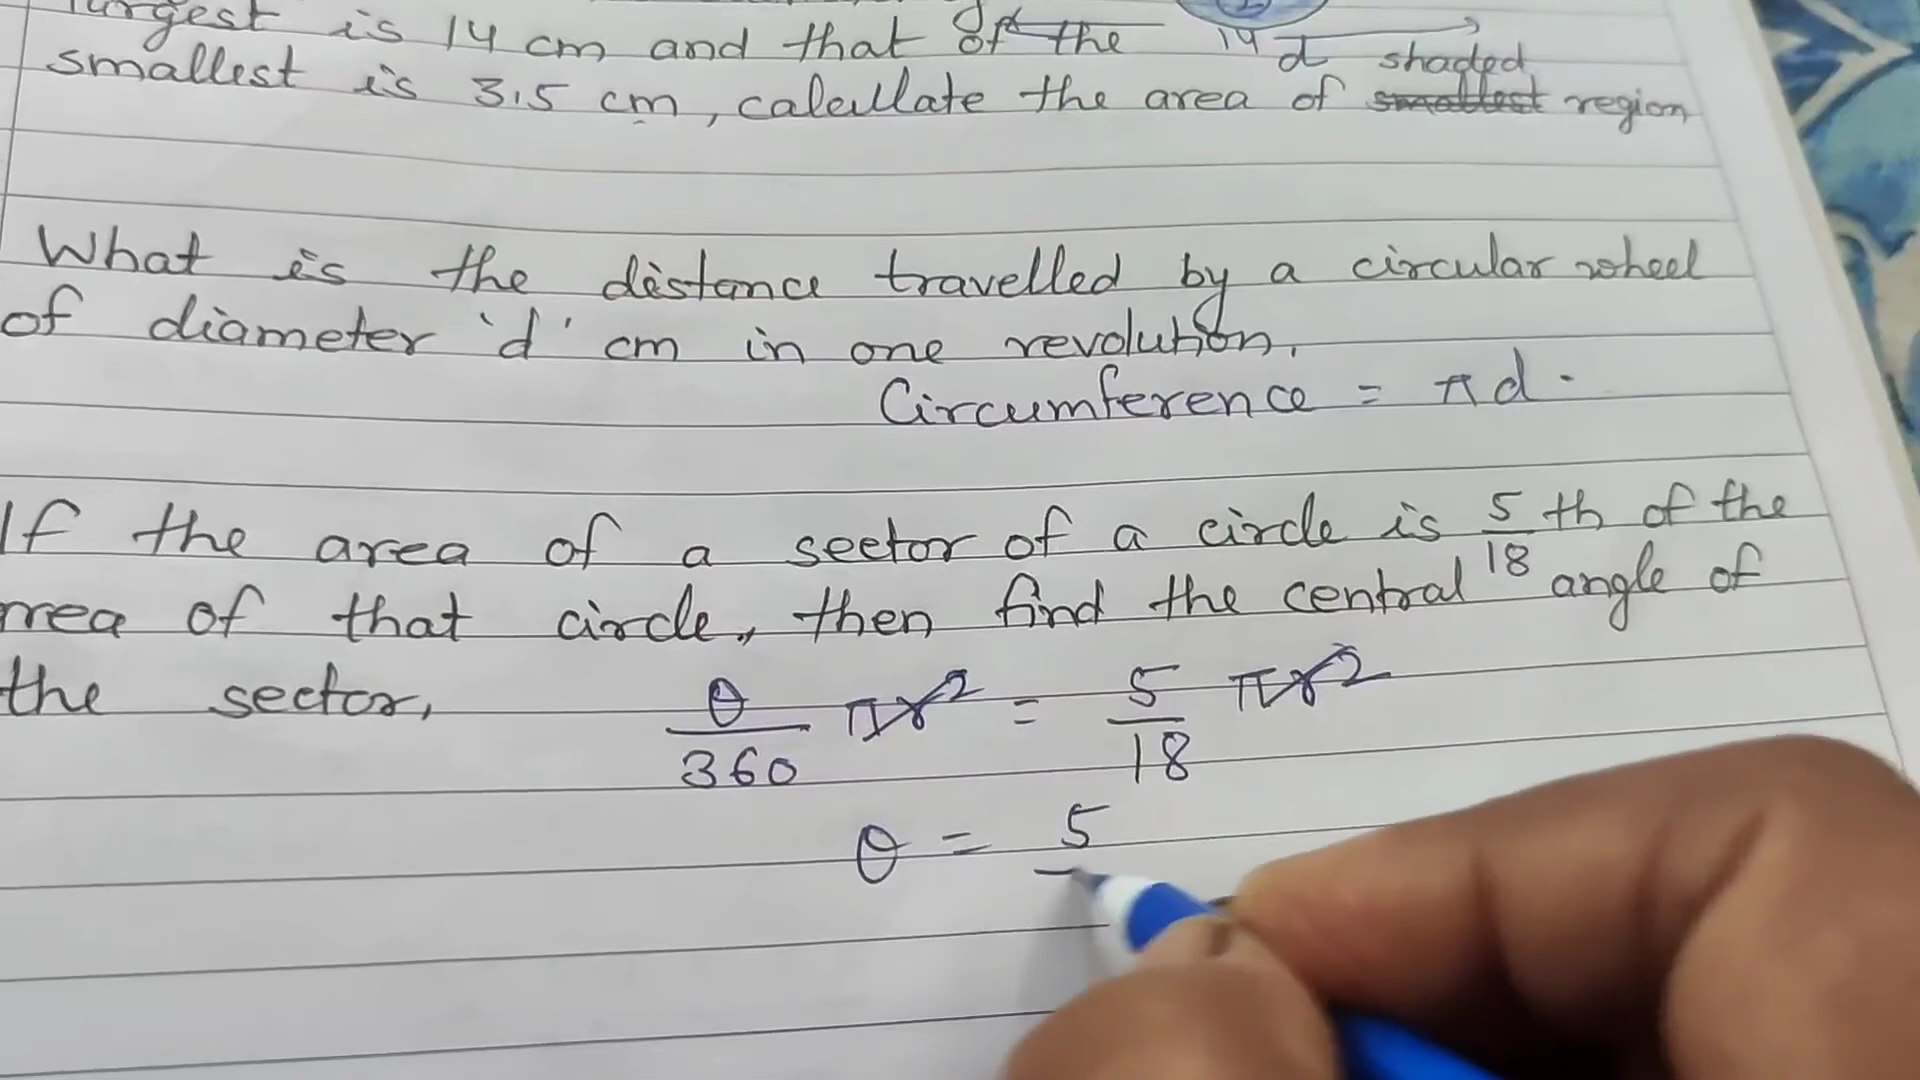 largest is 14 cm and that of the 14
d shaded
smallest is 3.5 cm, calculate the area of smallest region
What is the distance travelled by a circular wheel
of diameter 'd' cm in one revolution.
Circumference = πd.
If the area of a sector of a circle is 5/18 th of the
area of that circle, then find the central angle of
the sector,
θ/360 πr² = 5/18 πr²
θ = 5